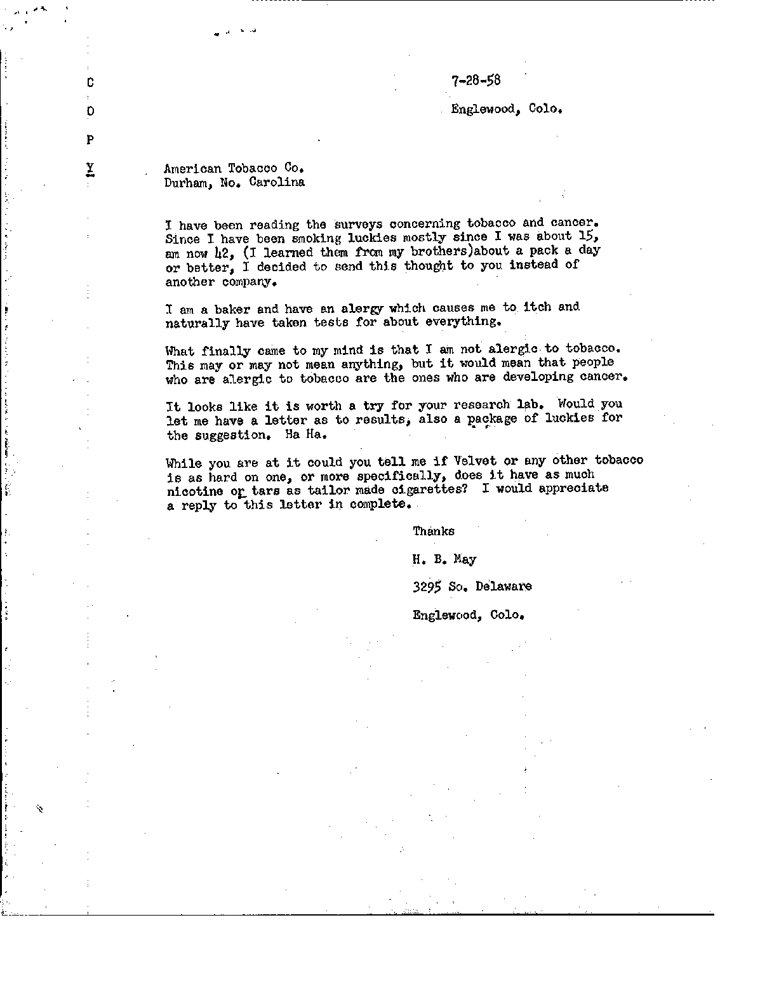 C
7-28-58
O
Englewood, Colo.
P
Y
American Tobacco Co.
Durham, No. Carolina
I have been reading the surveys concerning tobacco and cancer.
Since I have been smoking luckies mostly since I was about 15,
am now 42, (I learned them from my brothers)about a pack a day
or better, I decided to send this thought to you instead of
another company.
I am a baker and have an alergy which causes me to itch and
naturally have taken tests for about everything.
What finally came to my mind is that I am not alergic to tobacco.
This may or may not mean anything, but it would mean that people
who are alergic to tobacco are the ones who are developing cancer.
It looks like it is worth a try for your research lab. Would you
let me have a letter as to results, also a package of luckies for
the suggestion. Ha Ha.
While you are at it could you tell me if Velvet or any other tobacco
is as hard on one, or more specifically, does it have as much
nicotine or tars as tailor made cigarettes? I would appreciate
a reply to this letter in complete.
Thanks
H. B. May
3295 So. Delaware
Englewood, Colo.